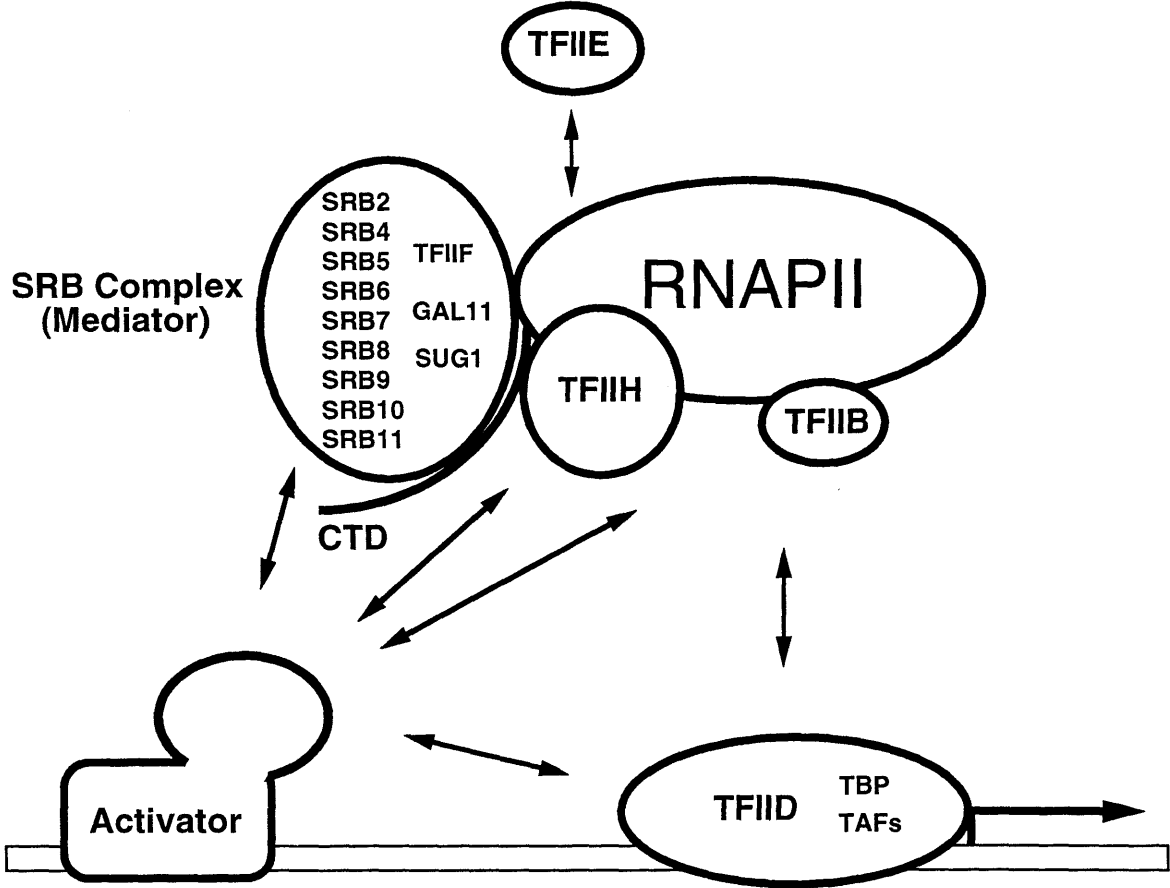 TFIIE
SRB2
SRB4
SRB5
SRB6
SRB7
SRB8
SRB9
SRB10
SRB11
TFIIF
GAL11
SUG1
SRB Complex
(Mediator)
RNAPII
TFIIH
TFIIB
CTD
Activator
TFIID
TBP
TAFs